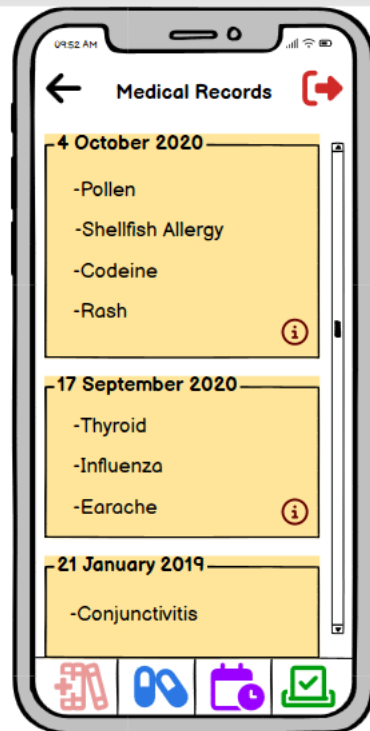 09:52 AM
Medical Records
4 October 2020
-Pollen
-Shellfish Allergy
-Codeine
-Rash
i
17 September 2020
-Thyroid
-Influenza
-Earache
i
21 January 2019
-Conjunctivitis